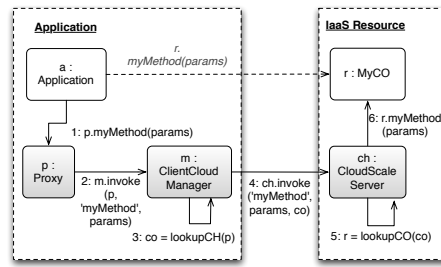 Application
IaaS Resource
r.
myMethod(params)
a :
Application
r : MyCO
1: p.myMethod(params)
6: r.myMethod
(params)
p :
Proxy
2: m.invoke
(p,
'myMethod',
params)
m :
ClientCloud
Manager
4: ch.invoke
('myMethod',
params, co)
ch :
CloudScale
Server
3: co = lookupCH(p)
5: r = lookupCO(co)